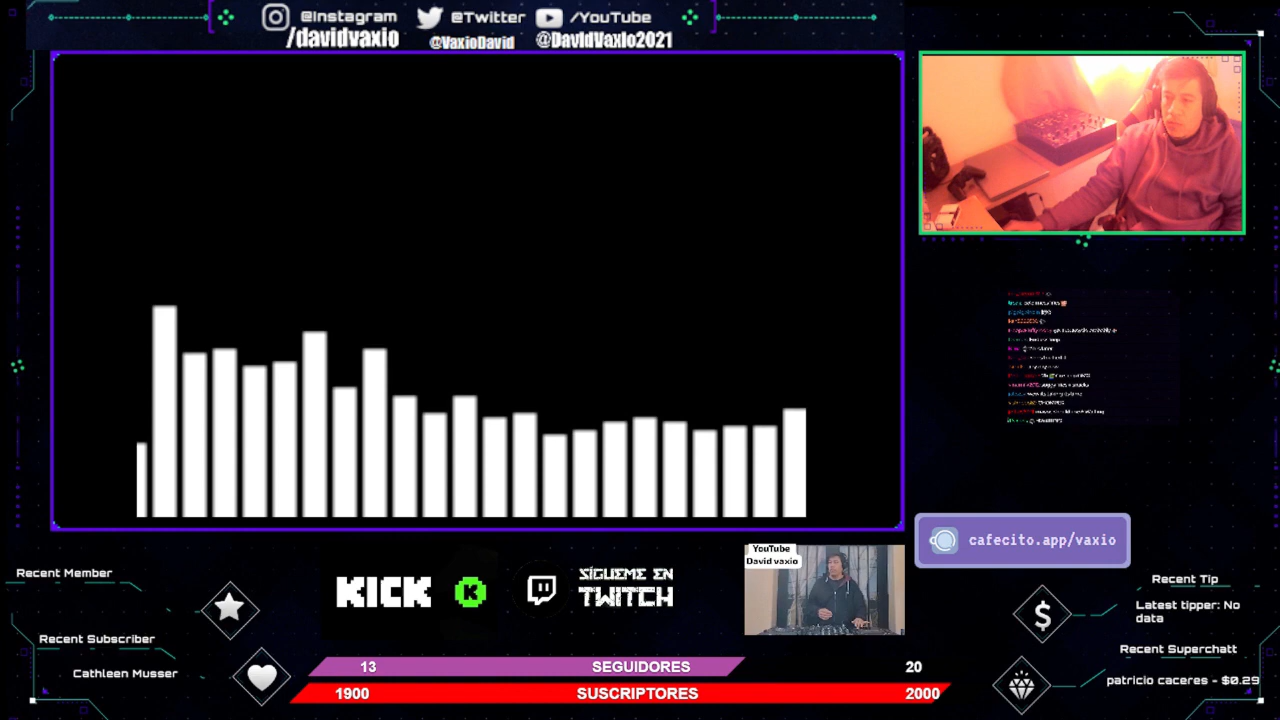 @Instagram
/davidvaxio
@Twitter
@VaxioDavid
/YouTube
@DavidVaxio2021
cafecito.app/vaxio
Recent Member
Recent Subscriber
Cathleen Musser
KICK
K
SÍGUEME EN
TWITCH
YouTube
David vaxio
Recent Tip
Latest tipper: No
data
Recent Superchatt
patricio caceres - $0.29
13 SEGUIDORES 20
1900 SUSCRIPTORES 2000